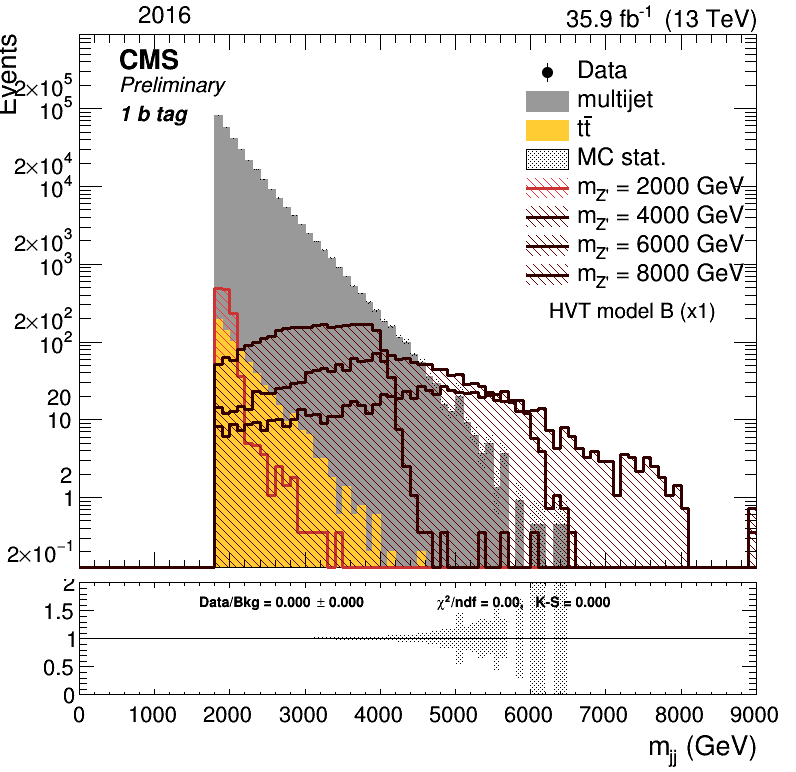 2016
35.9 fb⁻¹ (13 TeV)
CMS
Preliminary
1 b tag
Data
multijet
tt̄
MC stat.
m_Z' = 2000 GeV
m_Z' = 4000 GeV
m_Z' = 6000 GeV
m_Z' = 8000 GeV
HVT model B (x1)
Events
2×10⁵
10⁵
2×10⁴
10⁴
2×10³
10³
2×10²
10²
20
10
2
1
2×10⁻¹
Data/Bkg = 0.000 ± 0.000
χ²/ndf = 0.00, K-S = 0.000
2
1.5
1
0.5
0
0 1000 2000 3000 4000 5000 6000 7000 8000 9000
m_jj (GeV)